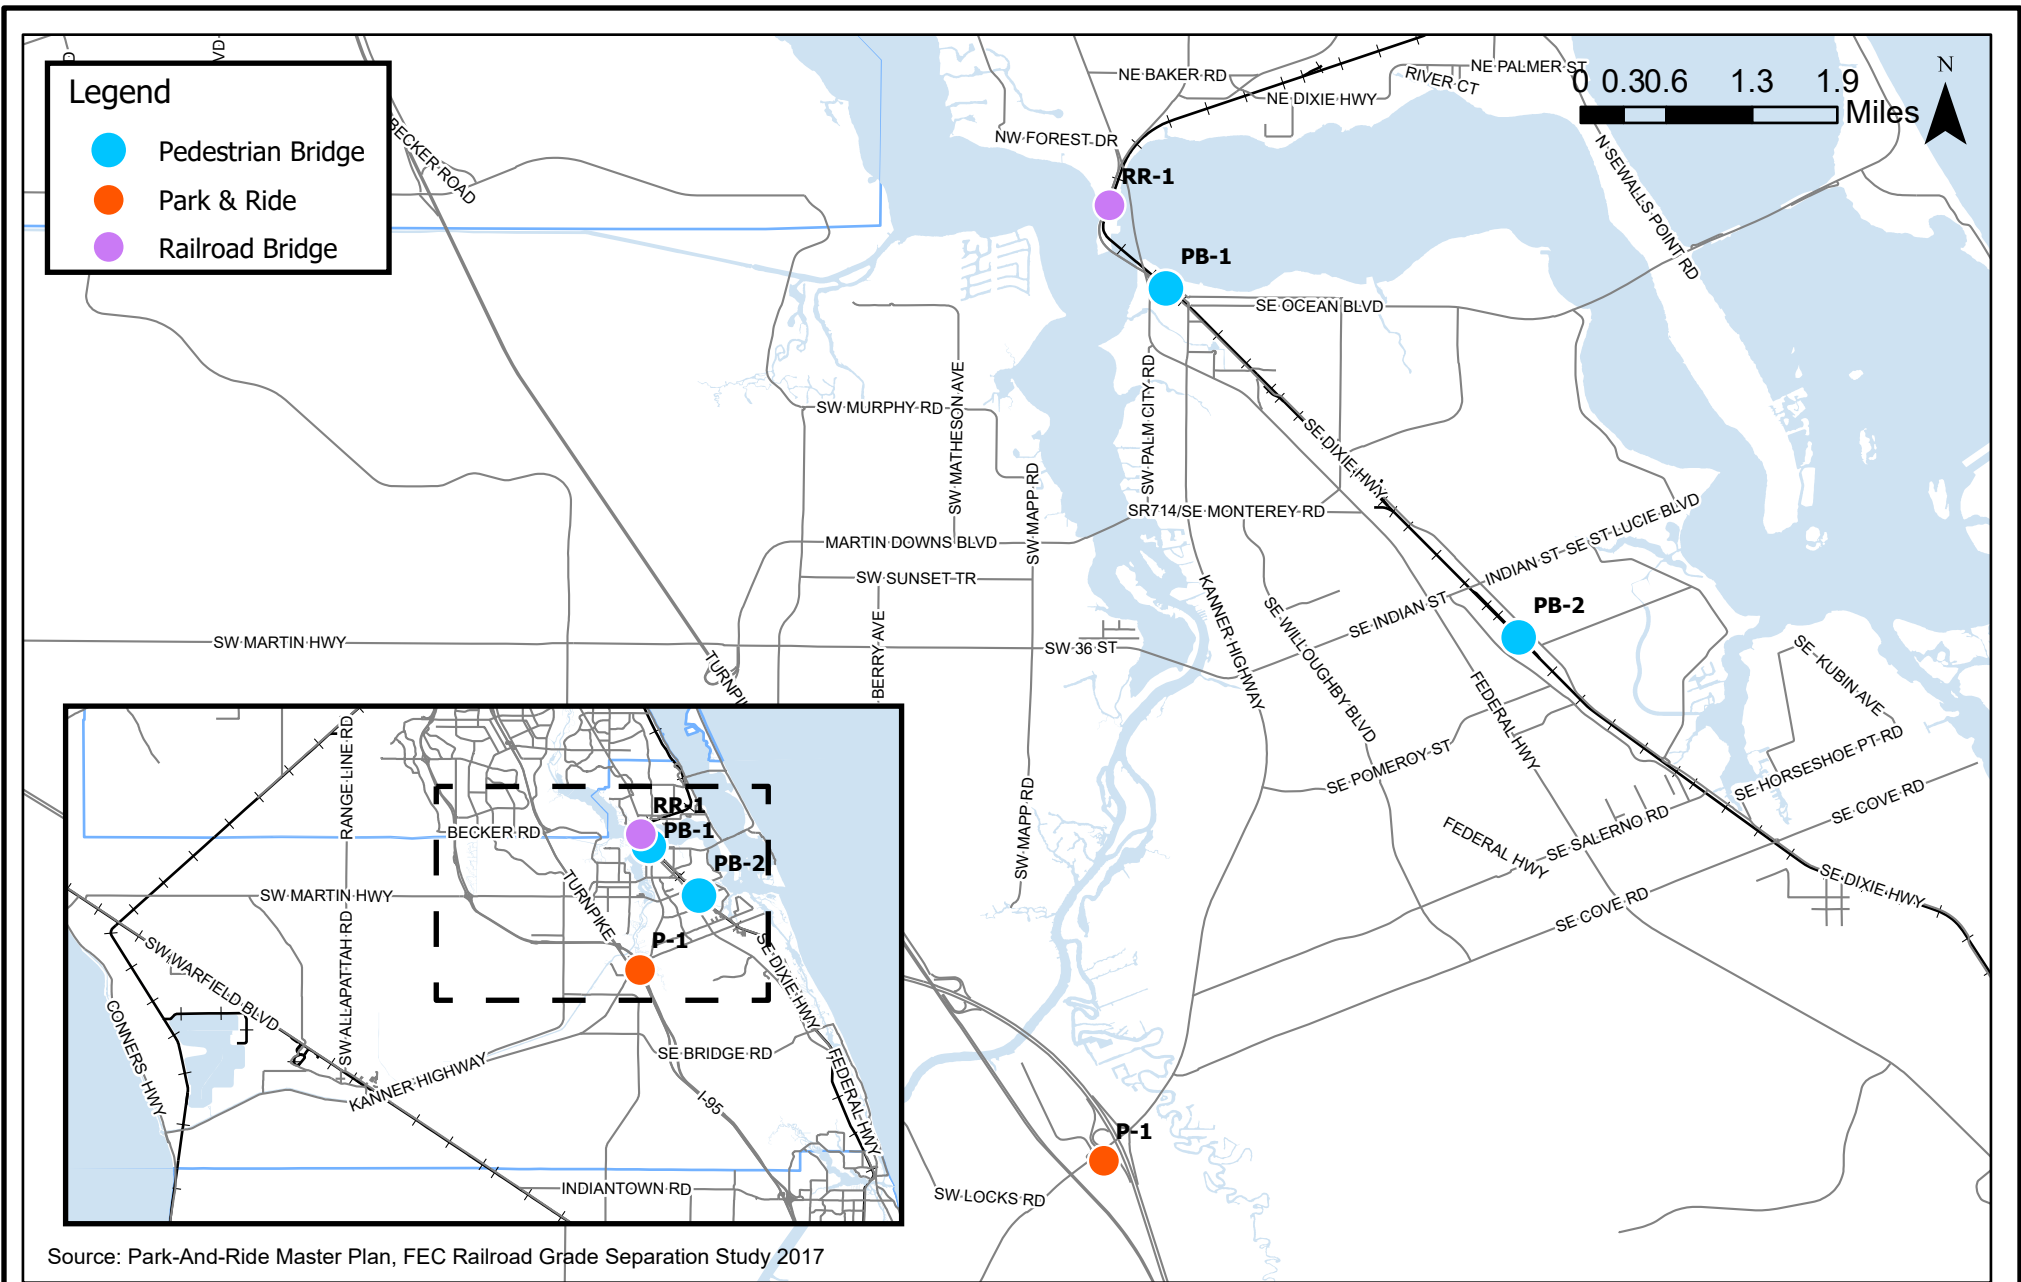 Legend
Pedestrian Bridge
Park & Ride
Railroad Bridge
BECKER ROAD
NE BAKER RD
NE PALMER ST
RIVER CT
NE DIXIE HWY
NW FOREST DR
0 0.3 0.6 1.3 1.9
Miles
N
N SEWALLS POINT RD
RR-1
PB-1
SE OCEAN BLVD
SW PALM CITY RD
SW MATHESON AVE
SW MURPHY RD
SE DIXIE HWY
SW MAPP RD
SR714/SE MONTEREY RD
MARTIN DOWNS BLVD
SW SUNSET TR
INDIAN ST-SE ST LUCIE BLVD
SE INDIAN ST
PB-2
KANNER HIGHWAY
SE WILLOUGHBY BLVD
SW MARTIN HWY
SW 36 ST
BERRY AVE
TURNPI
FEDERAL HWY
SE KUBIN AVE
SE HORSESHOE PT RD
SE POMEROY ST
SE COVE RD
SW MAPP RD
FEDERAL HWY
SE SALERNO RD
SE COVE RD
SE DIXIE HWY
P-1
SW LOCKS RD
RANGE LINE RD
RR-1
PB-1
BECKER RD
PB-2
SW MARTIN HWY
TURNPIKE
P-1
SW ALLAPATTAH RD
SW WARFIELD BLVD
SE DIXIE HWY
CONNERS HWY
KANNER HIGHWAY
SE BRIDGE RD
FEDERAL HWY
I-95
INDIANTOWN RD
Source: Park-And-Ride Master Plan, FEC Railroad Grade Separation Study 2017